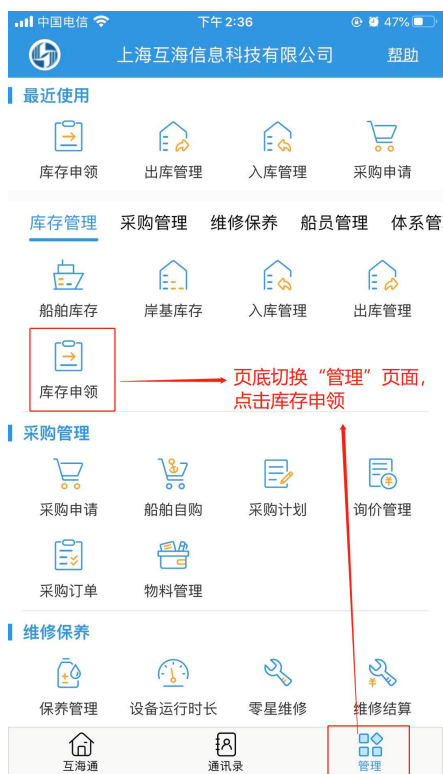 中国电信 下午2:36 47%
上海互海信息科技有限公司 帮助
最近使用
库存申领 出库管理 入库管理 采购申请
库存管理 采购管理 维修保养 船员管理 体系管
船舶库存 岸基库存 入库管理 出库管理
库存申领
页底切换“管理”页面，
点击库存申领
采购管理
采购申请 船舶自购 采购计划 询价管理
采购订单 物料管理
维修保养
保养管理 设备运行时长 零星维修 维修结算
互海通 通讯录 管理